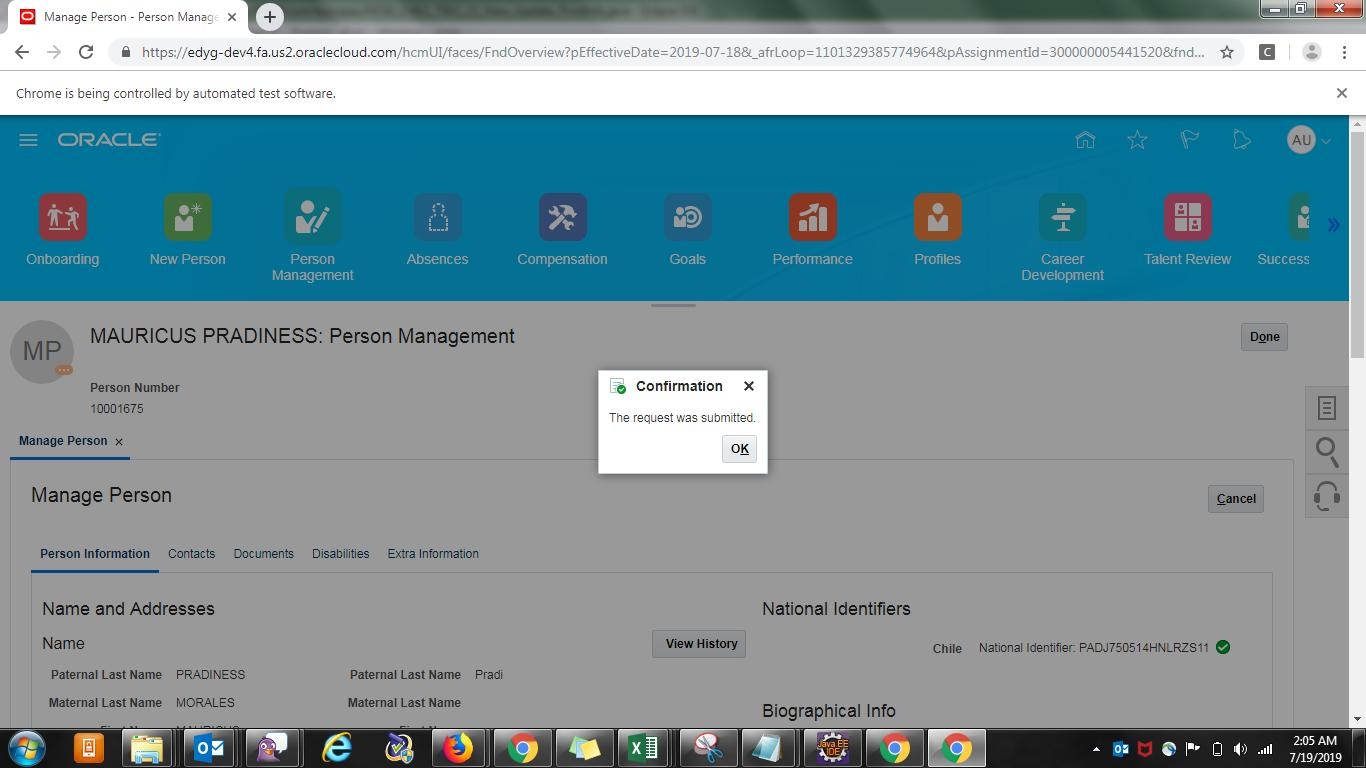 Manage Person - Person Manage
https://edyg-dev4.fa.us2.oraclecloud.com/hcmUI/faces/FndOverview?pEffectiveDate=2019-07-18&_afrLoop=1101329385774964&pAssignmentId=300000005441520&fnd...
C
Chrome is being controlled by automated test software.
ORACLE
AU
Onboarding
New Person
Person
Management
Absences
Compensation
Goals
Performance
Profiles
Career
Development
Talent Review
Success
MP
MAURICUS PRADINESS: Person Management
Done
Person Number
10001675
Manage Person
Confirmation
The request was submitted.
OK
Manage Person
Cancel
Person Information Contacts Documents Disabilities Extra Information
Name and Addresses
National Identifiers
Name
View History
Chile National Identifier: PADJ750514HNLRZS11
Paternal Last Name PRADINESS Paternal Last Name Pradi
Maternal Last Name MORALES Maternal Last Name
Biographical Info
Java EE
IDE
2:05 AM
7/19/2019